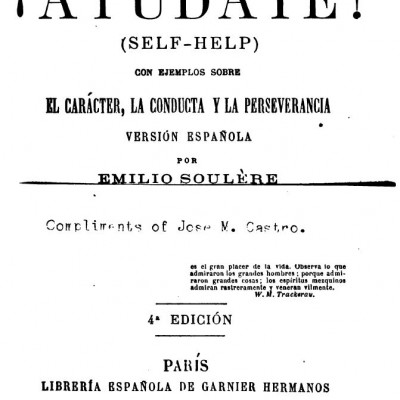 ¡AYÚDATE!
(SELF-HELP)
CON EJEMPLOS SOBRE
EL CARÁCTER, LA CONDUCTA Y LA PERSEVERANCIA
VERSIÓN ESPAÑOLA
POR
EMILIO SOULÈRE
Compliments of Jose M. Castro.
es el gran placer de la vida. Observa lo que
admiraron los grandes hombres; porque admi-
raron grandes cosas; los espíritus mezquinos
admiran rastreramente y veneran vilmente.
W. M. Trackerau.
4ª EDICIÓN
PARÍS
LIBRERÍA ESPAÑOLA DE GARNIER HERMANOS